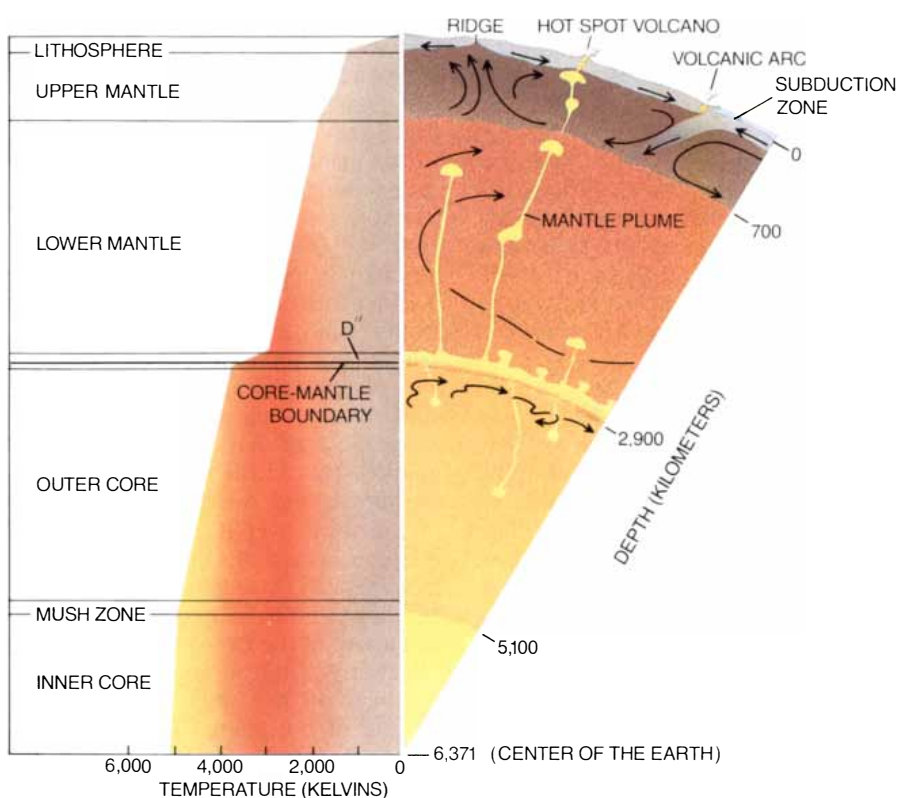 RIDGE
HOT SPOT VOLCANO
LITHOSPHERE
VOLCANIC ARC
UPPER MANTLE
SUBDUCTION
ZONE
0
MANTLE PLUME
700
LOWER MANTLE
D"
CORE-MANTLE
BOUNDARY
2,900
DEPTH (KILOMETERS)
OUTER CORE
MUSH ZONE
5,100
INNER CORE
6,371 (CENTER OF THE EARTH)
6,000 4,000 2,000 0
TEMPERATURE (KELVINS)